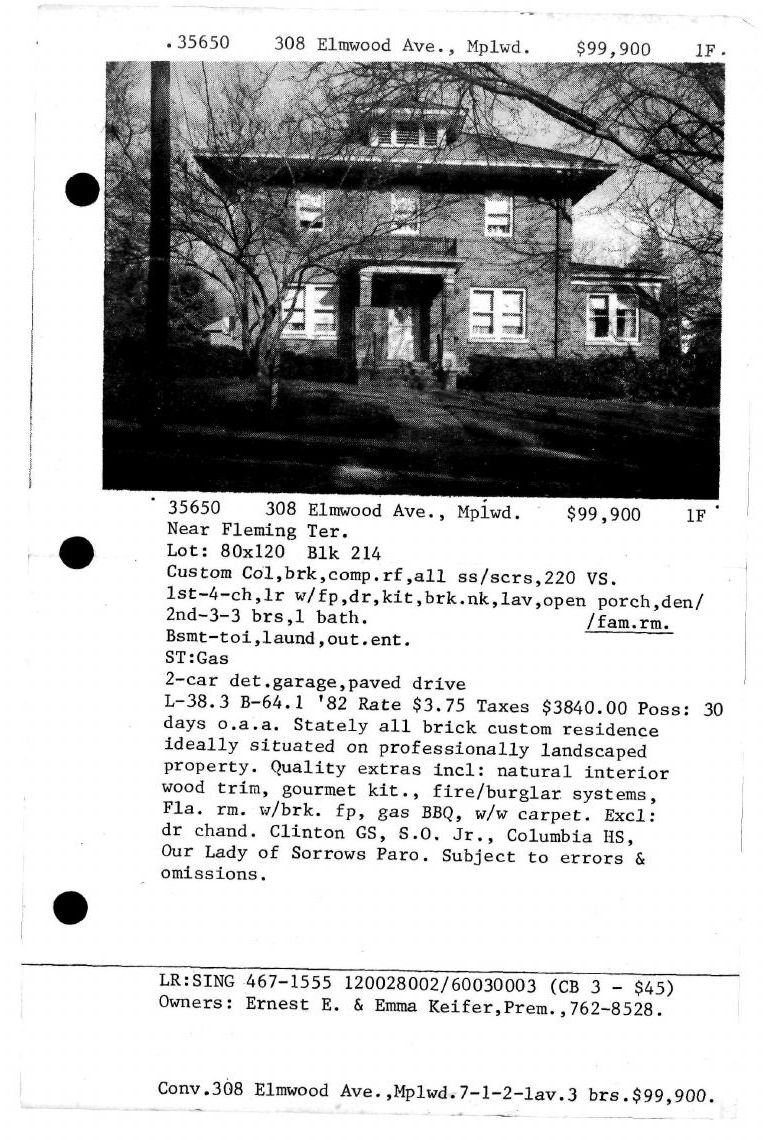 .35650 308 Elmwood Ave., Mplwd. $99,900 1F.
35650 308 Elmwood Ave., Mplwd. $99,900 1F
Near Fleming Ter.
Lot: 80x120 Blk 214
Custom Col,brk,comp.rf,all ss/scrs,220 VS.
1st-4-ch,lr w/fp,dr,kit,brk.nk,lav,open porch,den/
2nd-3-3 brs,1 bath. /fam.rm.
Bsmt-toi,laund,out.ent.
ST:Gas
2-car det.garage,paved drive
L-38.3 B-64.1 '82 Rate $3.75 Taxes $3840.00 Poss: 30
days o.a.a. Stately all brick custom residence
ideally situated on professionally landscaped
property. Quality extras incl: natural interior
wood trim, gourmet kit., fire/burglar systems,
Fla. rm. w/brk. fp, gas BBQ, w/w carpet. Excl:
dr chand. Clinton GS, S.O. Jr., Columbia HS,
Our Lady of Sorrows Paro. Subject to errors &
omissions.
LR:SING 467-1555 120028002/60030003 (CB 3 - $45)
Owners: Ernest E. & Emma Keifer,Prem.,762-8528.
Conv.308 Elmwood Ave.,Mplwd.7-1-2-lav.3 brs.$99,900.